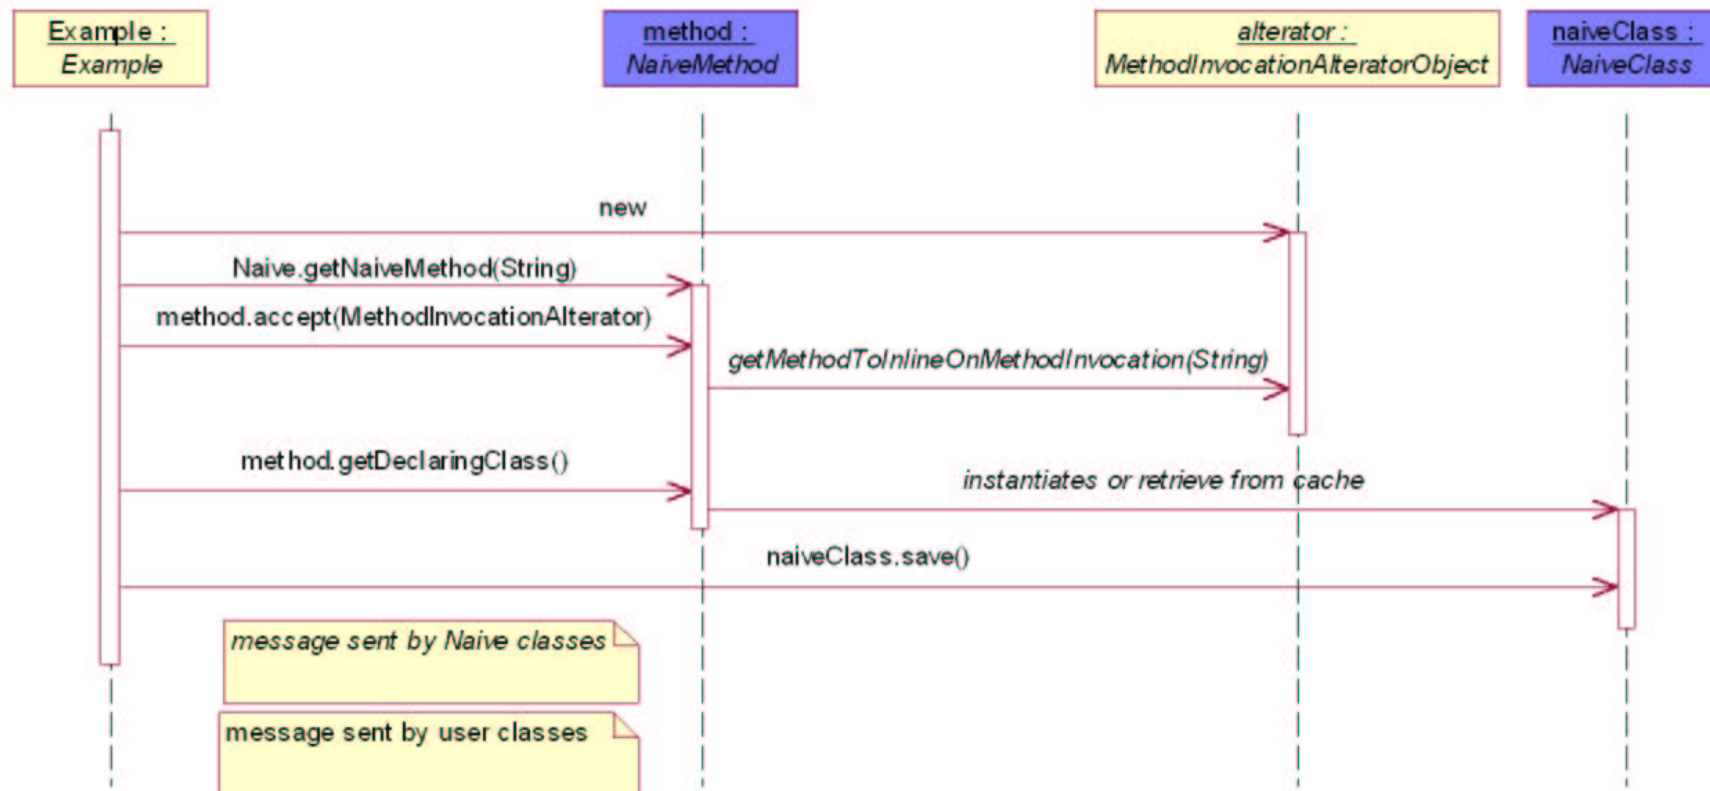 Example :
Example
method :
NaiveMethod
alterator :
MethodInvocationAlteratorObject
naiveClass :
NaiveClass
new
Naive.getNaiveMethod(String)
method.accept(MethodInvocationAlterator)
getMethodToInlineOnMethodInvocation(String)
method.getDeclaringClass()
instantiates or retrieve from cache
naiveClass.save()
message sent by Naive classes
message sent by user classes